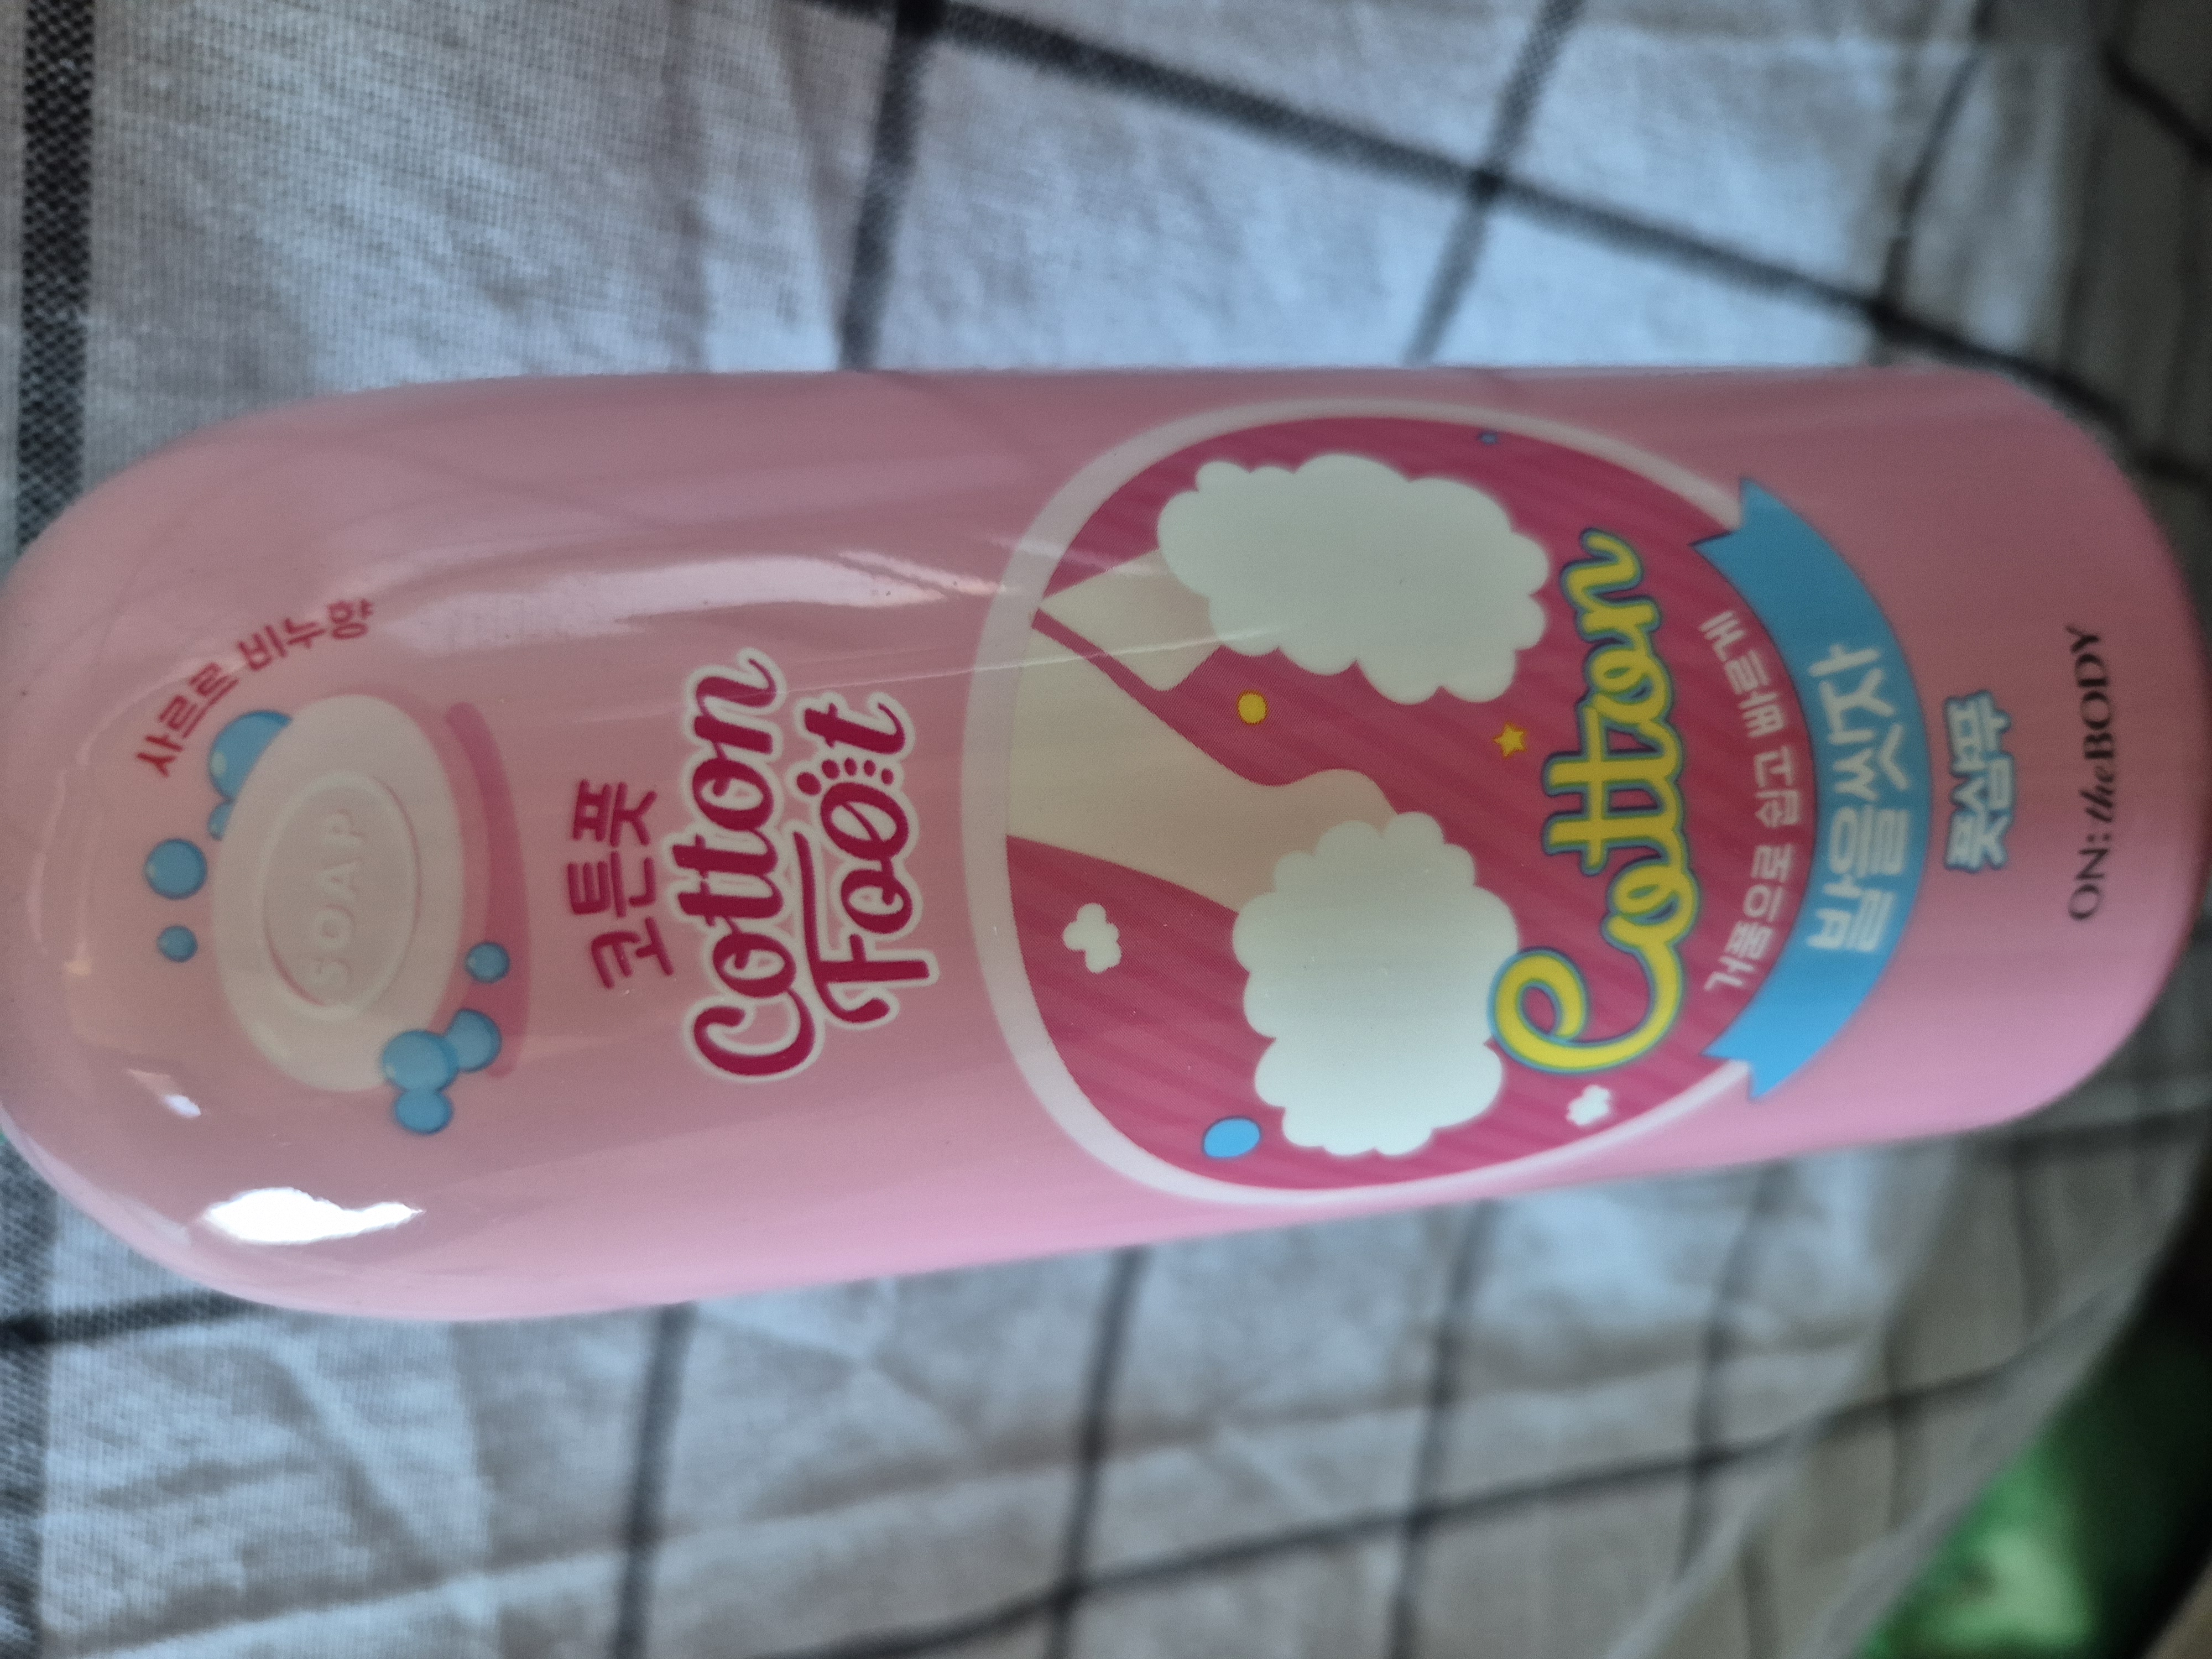 사르르 비누향
SOAP
코튼풋
Cotton
Foot
Cotton
거품으로 쉽고 빠르게
발을씻자
풋샴푸
ON: the BODY